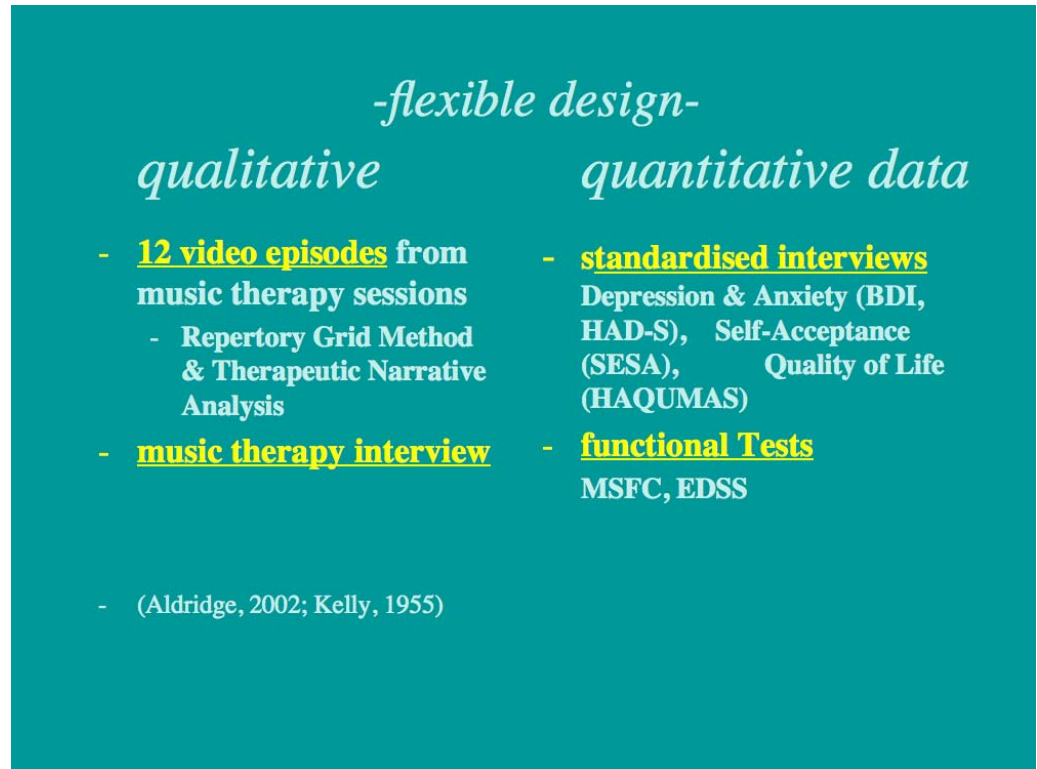 -flexible design-
qualitative
- 12 video episodes from
music therapy sessions
- Repertory Grid Method
& Therapeutic Narrative
Analysis
- music therapy interview
- (Aldridge, 2002; Kelly, 1955)
quantitative data
- standardised interviews
Depression & Anxiety (BDI,
HAD-S), Self-Acceptance
(SESA), Quality of Life
(HAQUMAS)
- functional Tests
MSFC, EDSS